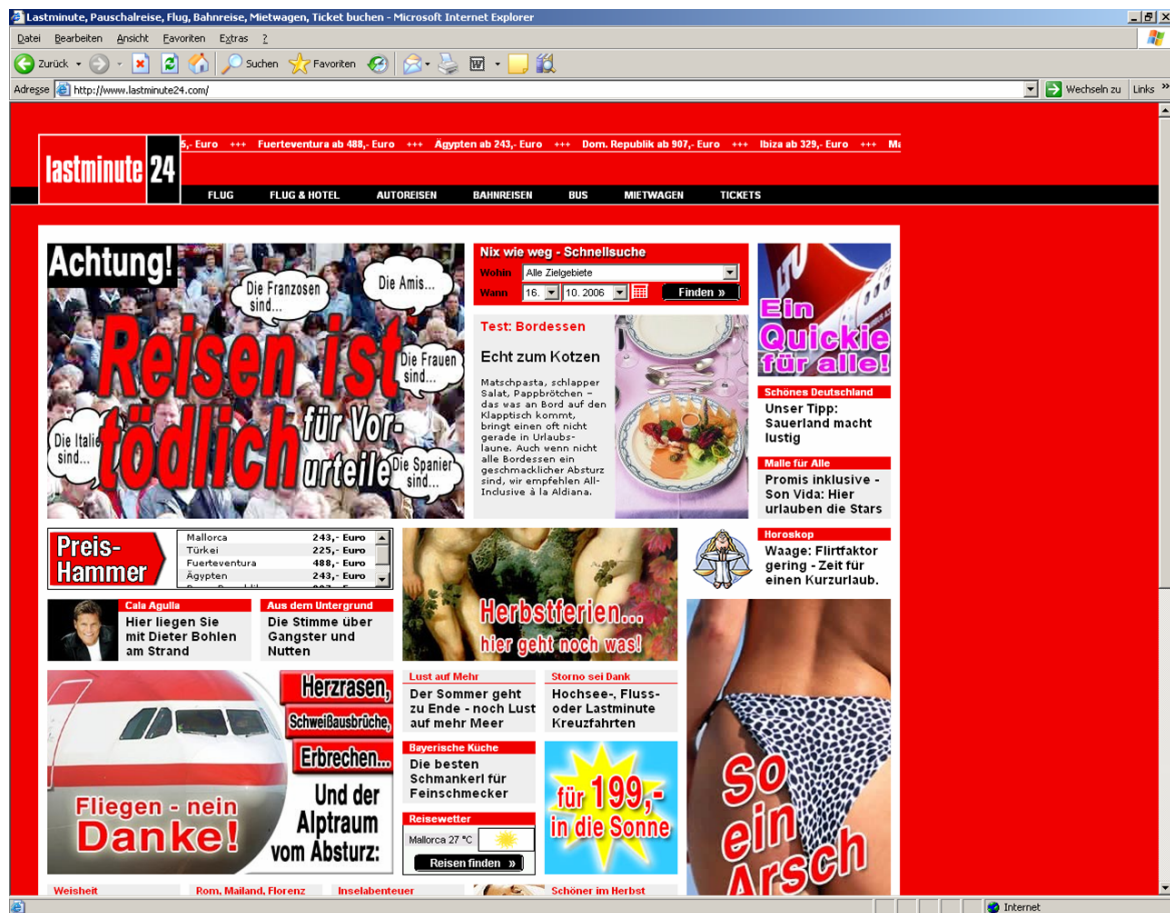 Lastminute, Pauschalreise, Flug, Bahnreise, Mietwagen, Ticket buchen - Microsoft Internet Explorer
Datei Bearbeiten Ansicht Favoriten Extras ?
Zurück Suchen Favoriten
Adresse http://www.lastminute24.com/ Wechseln zu Links »
5,- Euro +++ Fuerteventura ab 488,- Euro +++ Ägypten ab 243,- Euro +++ Dom. Republik ab 907,- Euro +++ Ibiza ab 329,- Euro +++
lastminute 24
FLUG FLUG & HOTEL AUTOREISEN BAHNREISEN BUS MIETWAGEN TICKETS
Achtung!
Die Franzosen
sind...
Die Amis...
Reisen ist
Die Frauen
sind...
tödlich
für Vor-
urteile
Die Italie
sind...
Die Spanier
sind...
Nix wie weg - Schnellsuche
Wohin Alle Zielgebiete
Wann 16. 10. 2006 Finden »
Test: Bordessen
Echt zum Kotzen
Matschpasta, schlapper
Salat, Pappbrötchen -
das was an Bord auf den
Klapptisch kommt,
bringt einen oft nicht
gerade in Urlaubs-
laune. Auch wenn nicht
alle Bordessen ein
geschmacklicher Absturz
sind, wir empfehlen All-
Inclusive à la Aldiana.
LTU
Ein
Quickie
für alle!
Schönes Deutschland
Unser Tipp:
Sauerland macht
lustig
Malle für Alle
Promis inklusive -
Son Vida: Hier
urlauben die Stars
Preis-
Hammer
Mallorca 243,- Euro
Türkei 225,- Euro
Fuerteventura 488,- Euro
Ägypten 243,- Euro
Herbstferien...
hier geht noch was!
Horoskop
Waage: Flirtfaktor
gering - Zeit für
einen Kurzurlaub.
Cala Agulla
Hier liegen Sie
mit Dieter Bohlen
am Strand
Aus dem Untergrund
Die Stimme über
Gangster und
Nutten
Fliegen - nein
Danke!
Herzrasen,
Schweißausbrüche,
Erbrechen...
Und der
Alptraum
vom Absturz:
Lust auf Mehr
Der Sommer geht
zu Ende - noch Lust
auf mehr Meer
Storno sei Dank
Hochsee-, Fluss-
oder Lastminute
Kreuzfahrten
Bayerische Küche
Die besten
Schmankerl für
Feinschmecker
Reisewetter
Mallorca 27 °C
Reisen finden »
für 199,-
in die Sonne
So
ein
Arsch
Weisheit
Rom, Mailand, Florenz
Inselabenteuer
Schöner im Herbst
Internet